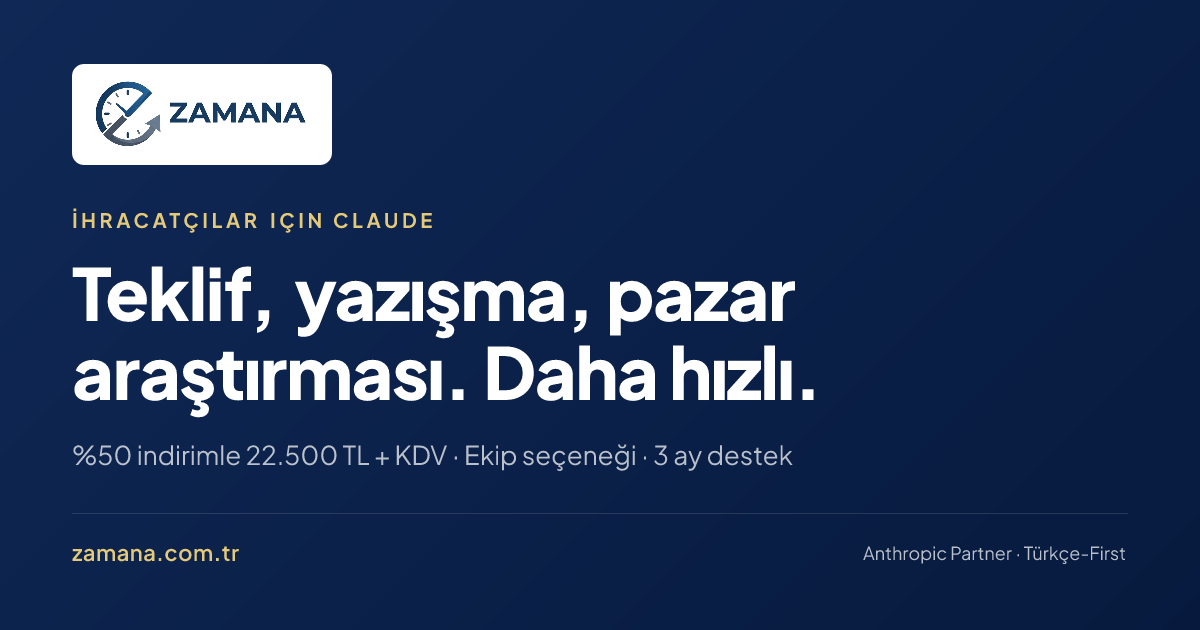 ZAMANA
İHRACATÇILAR IÇIN CLAUDE
Teklif, yazışma, pazar
araştırması. Daha hızlı.
%50 indirimle 22.500 TL + KDV · Ekip seçeneği · 3 ay destek
zamana.com.tr
Anthropic Partner · Türkçe-First